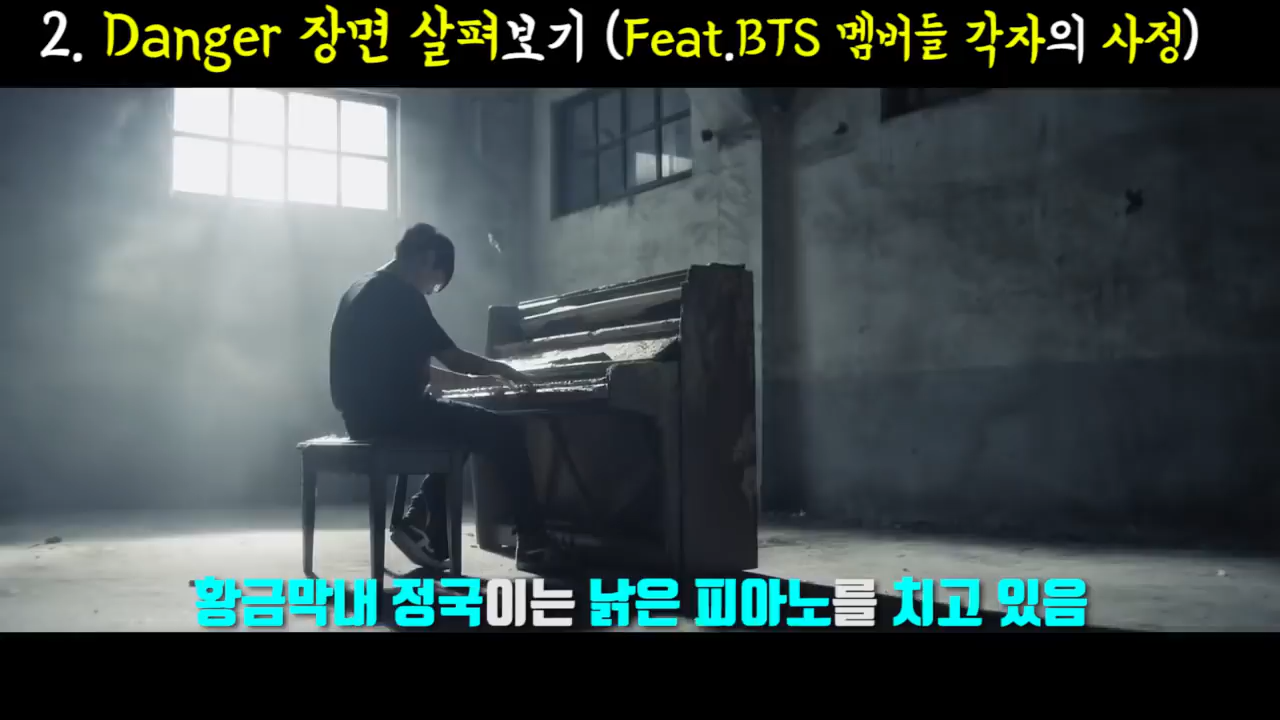 2. Danger 장면 살펴보기 (Feat.BTS 멤버들 각자의 사정)
황금막내 정국이는 낡은 피아노를 치고 있음